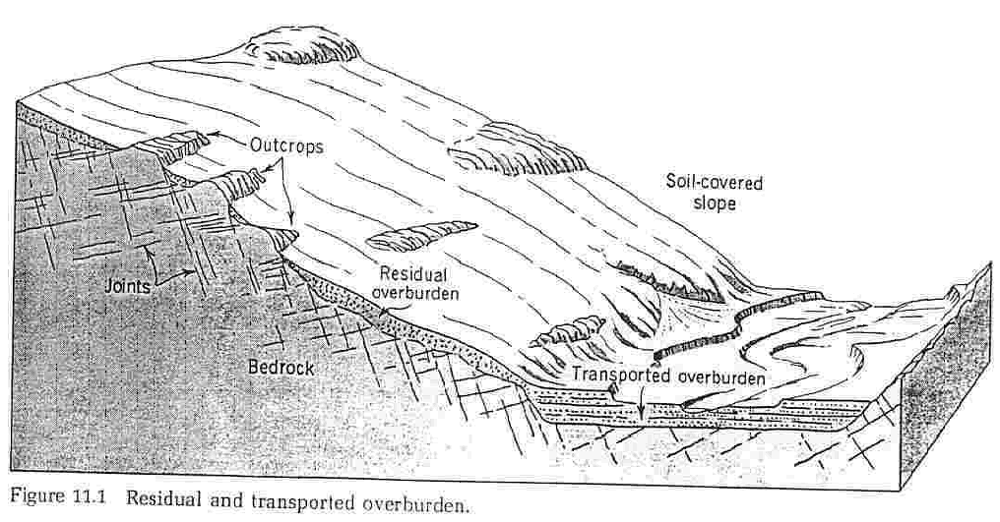 Outcrops
Soil-covered
slope
Joints
Residual
overburden
Bedrock
Transported overburden
Figure 11.1 Residual and transported overburden.